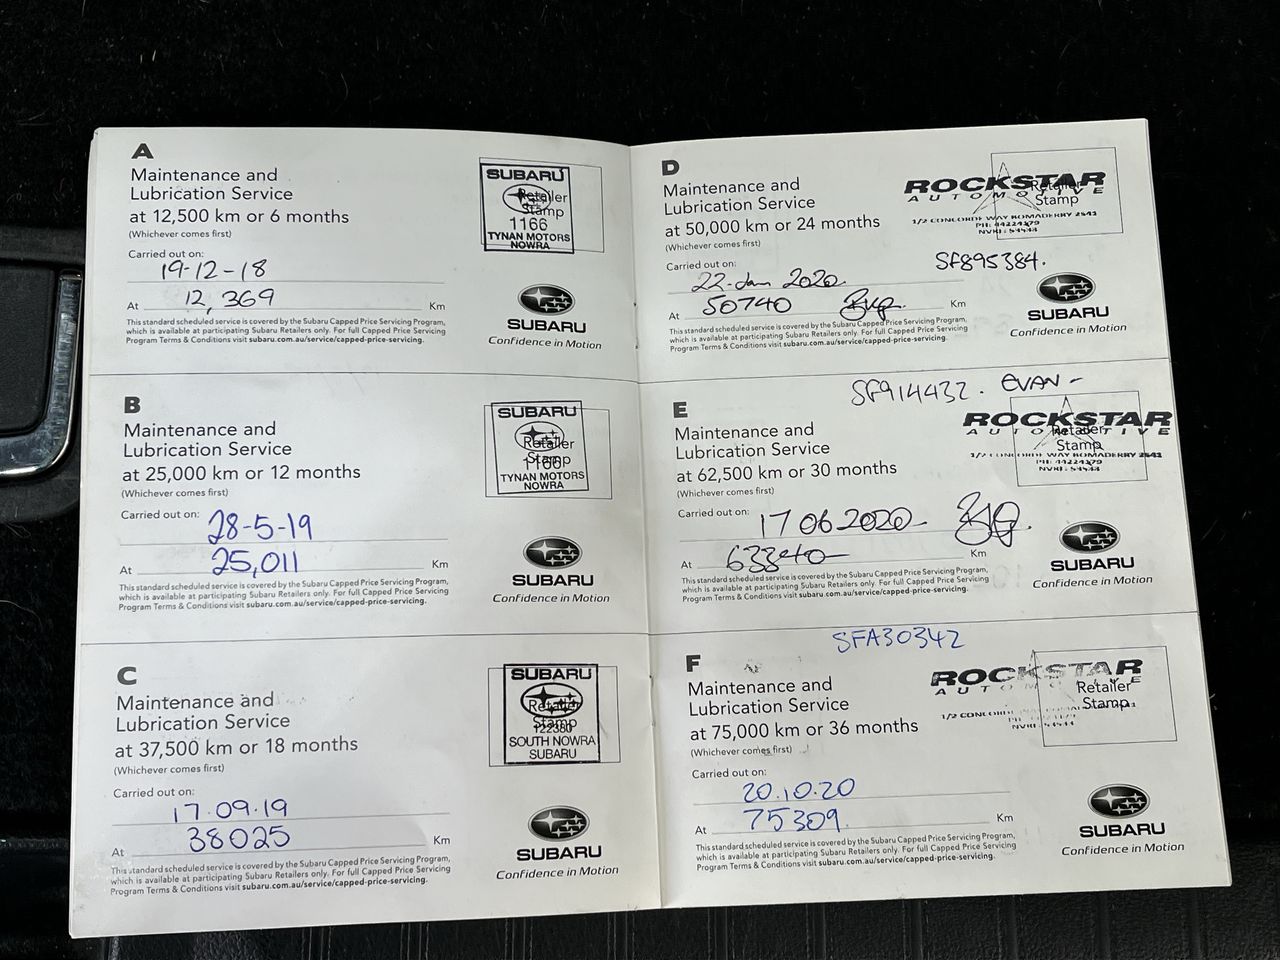 A
Maintenance and
Lubrication Service
at 12,500 km or 6 months
(Whichever comes first)
Carried out on:
19-12-18
At 12,369 Km
This standard scheduled service is covered by the Subaru Capped Price Servicing Program,
which is available at participating Subaru Retailers only. For full Capped Price Servicing
Program Terms & Conditions visit subaru.com.au/service/capped-price-servicing.
SUBARU
Retailer
Stamp
1166
TYNAN MOTORS
NOWRA
SUBARU
Confidence in Motion
B
Maintenance and
Lubrication Service
at 25,000 km or 12 months
(Whichever comes first)
Carried out on:
28-5-19
At 25,011 Km
This standard scheduled service is covered by the Subaru Capped Price Servicing Program,
which is available at participating Subaru Retailers only. For full Capped Price Servicing
Program Terms & Conditions visit subaru.com.au/service/capped-price-servicing.
SUBARU
Retailer
Stamp
1166
TYNAN MOTORS
NOWRA
SUBARU
Confidence in Motion
C
Maintenance and
Lubrication Service
at 37,500 km or 18 months
(Whichever comes first)
Carried out on:
17.09.19
At 38025 Km
This standard scheduled service is covered by the Subaru Capped Price Servicing Program,
which is available at participating Subaru Retailers only. For full Capped Price Servicing
Program Terms & Conditions visit subaru.com.au/service/capped-price-servicing.
SUBARU
Retailer
Stamp
SOUTH NOWRA
SUBARU
SUBARU
Confidence in Motion
D
Maintenance and
Lubrication Service
at 50,000 km or 24 months
(Whichever comes first)
Carried out on:
22-Jan 2020
At 50740 Km
This standard scheduled service is covered by the Subaru Capped Price Servicing Program,
which is available at participating Subaru Retailers only. For full Capped Price Servicing
Program Terms & Conditions visit subaru.com.au/service/capped-price-servicing.
ROCKSTAR
AUTOMOTIVE
Retailer
Stamp
1/2 CONCORDE WAY BOMADERRY 2541
PH: 44224279
SF895384.
SUBARU
Confidence in Motion
SF914432. EVAN -
E
Maintenance and
Lubrication Service
at 62,500 km or 30 months
(Whichever comes first)
Carried out on:
17 06 2020
At 63340 Km
This standard scheduled service is covered by the Subaru Capped Price Servicing Program,
which is available at participating Subaru Retailers only. For full Capped Price Servicing
Program Terms & Conditions visit subaru.com.au/service/capped-price-servicing.
ROCKSTAR
AUTOMOTIVE
Retailer
Stamp
1/2 CONCORDE WAY BOMADERRY 2541
PH: 44224279
SUBARU
Confidence in Motion
SFA30342
F
Maintenance and
Lubrication Service
at 75,000 km or 36 months
(Whichever comes first)
Carried out on:
20.10.20
At 75309. Km
This standard scheduled service is covered by the Subaru Capped Price Servicing Program,
which is available at participating Subaru Retailers only. For full Capped Price Servicing
Program Terms & Conditions visit subaru.com.au/service/capped-price-servicing.
ROCKSTAR
Retailer
Stamp
SUBARU
Confidence in Motion